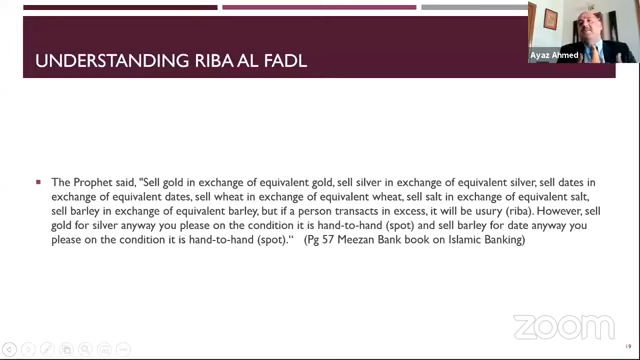 UNDERSTANDING RIBA AL FADL
Ayaz Ahmed
The Prophet said, "Sell gold in exchange of equivalent gold, sell silver in exchange of equivalent silver, sell dates in
exchange of equivalent dates, sell wheat in exchange of equivalent wheat, sell salt in exchange of equivalent salt,
sell barley in exchange of equivalent barley, but if a person transacts in excess, it will be usury (riba). However, sell
gold for silver anyway you please on the condition it is hand-to-hand (spot) and sell barley for date anyway you
please on the condition it is hand-to-hand (spot)." (Pg 57 Meezan Bank book on Islamic Banking)
zoom
19